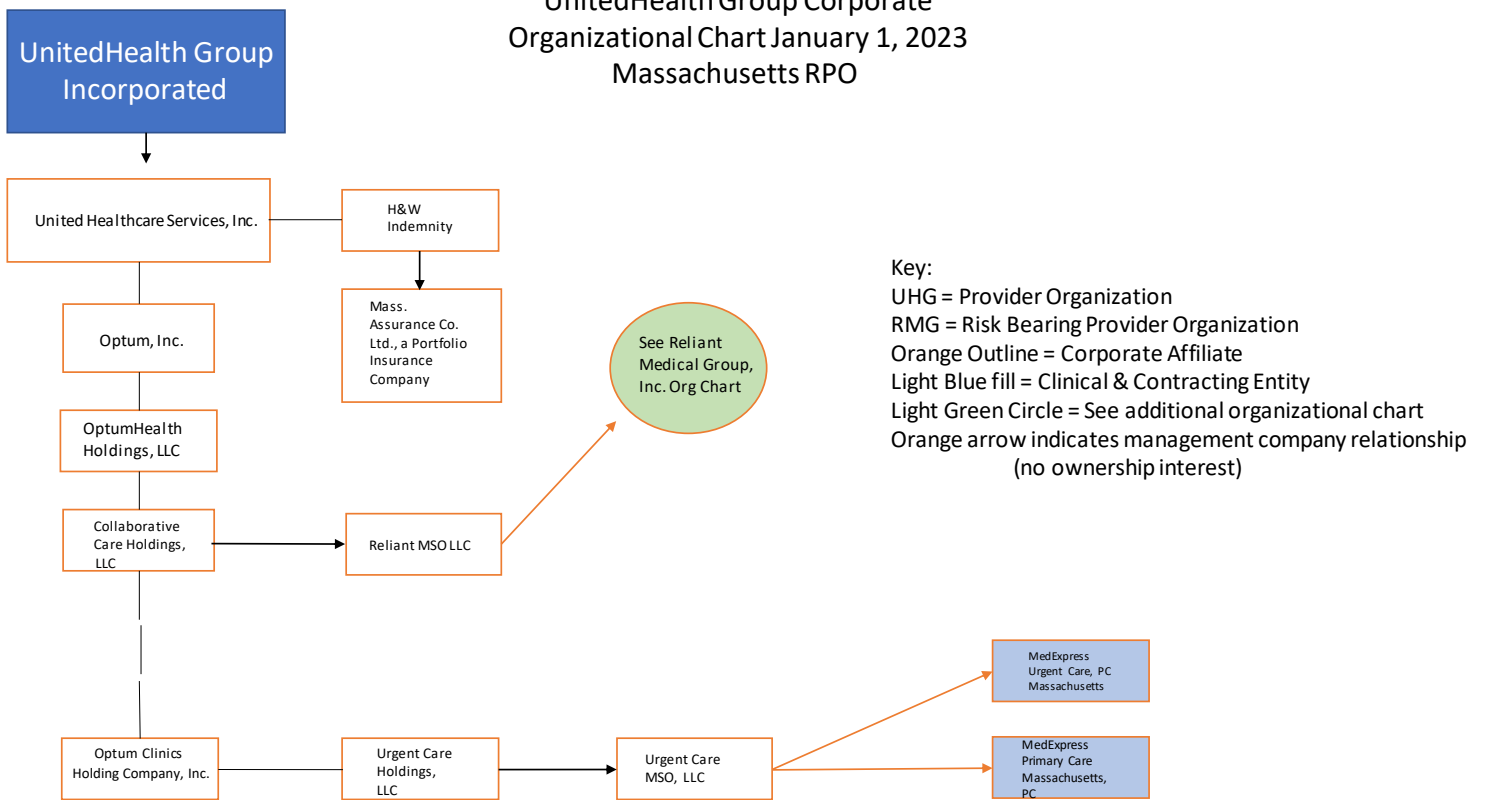 UnitedHealth Group Corporate
Organizational Chart January 1, 2023
Massachusetts RPO
UnitedHealth Group
Incorporated
United Healthcare Services, Inc.
H&W
Indemnity
Mass.
Assurance Co.
Ltd., a Portfolio
Insurance
Company
Optum, Inc.
See Reliant
Medical Group,
Inc. Org Chart
Key:
UHG = Provider Organization
RMG = Risk Bearing Provider Organization
Orange Outline = Corporate Affiliate
Light Blue fill = Clinical & Contracting Entity
Light Green Circle = See additional organizational chart
Orange arrow indicates management company relationship
(no ownership interest)
OptumHealth
Holdings, LLC
Collaborative
Care Holdings,
LLC
Reliant MSO LLC
MedExpress
Urgent Care, PC
Massachusetts
Optum Clinics
Holding Company, Inc.
Urgent Care
Holdings,
LLC
Urgent Care
MSO, LLC
MedExpress
Primary Care
Massachusetts,
PC